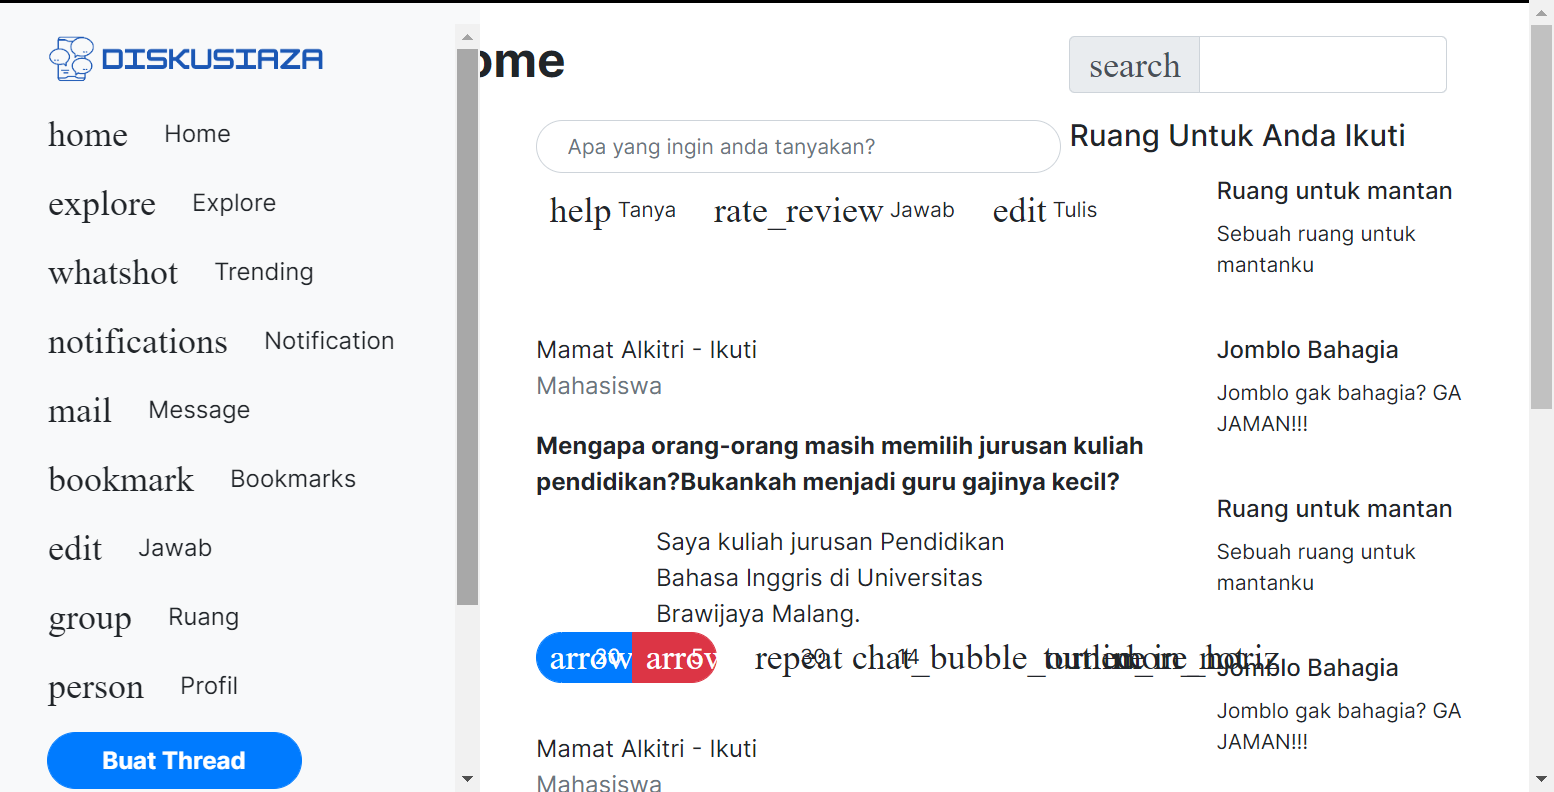 DISKUSIAZA
home Home
explore Explore
whatshot Trending
notifications Notification
mail Message
bookmark Bookmarks
edit Jawab
group Ruang
person Profil
Buat Thread
ome
Apa yang ingin anda tanyakan?
help Tanya rate_review Jawab edit Tulis
Mamat Alkitri - Ikuti
Mahasiswa
Mengapa orang-orang masih memilih jurusan kuliah
pendidikan?Bukankah menjadi guru gajinya kecil?
Saya kuliah jurusan Pendidikan
Bahasa Inggris di Universitas
Brawijaya Malang.
20 5 repeat 30 chat_bubble_ 14
Mamat Alkitri - Ikuti
Mahasiswa
search
Ruang Untuk Anda Ikuti
Ruang untuk mantan
Sebuah ruang untuk
mantanku
Jomblo Bahagia
Jomblo gak bahagia? GA
JAMAN!!!
Ruang untuk mantan
Sebuah ruang untuk
mantanku
Jomblo Bahagia
Jomblo gak bahagia? GA
JAMAN!!!